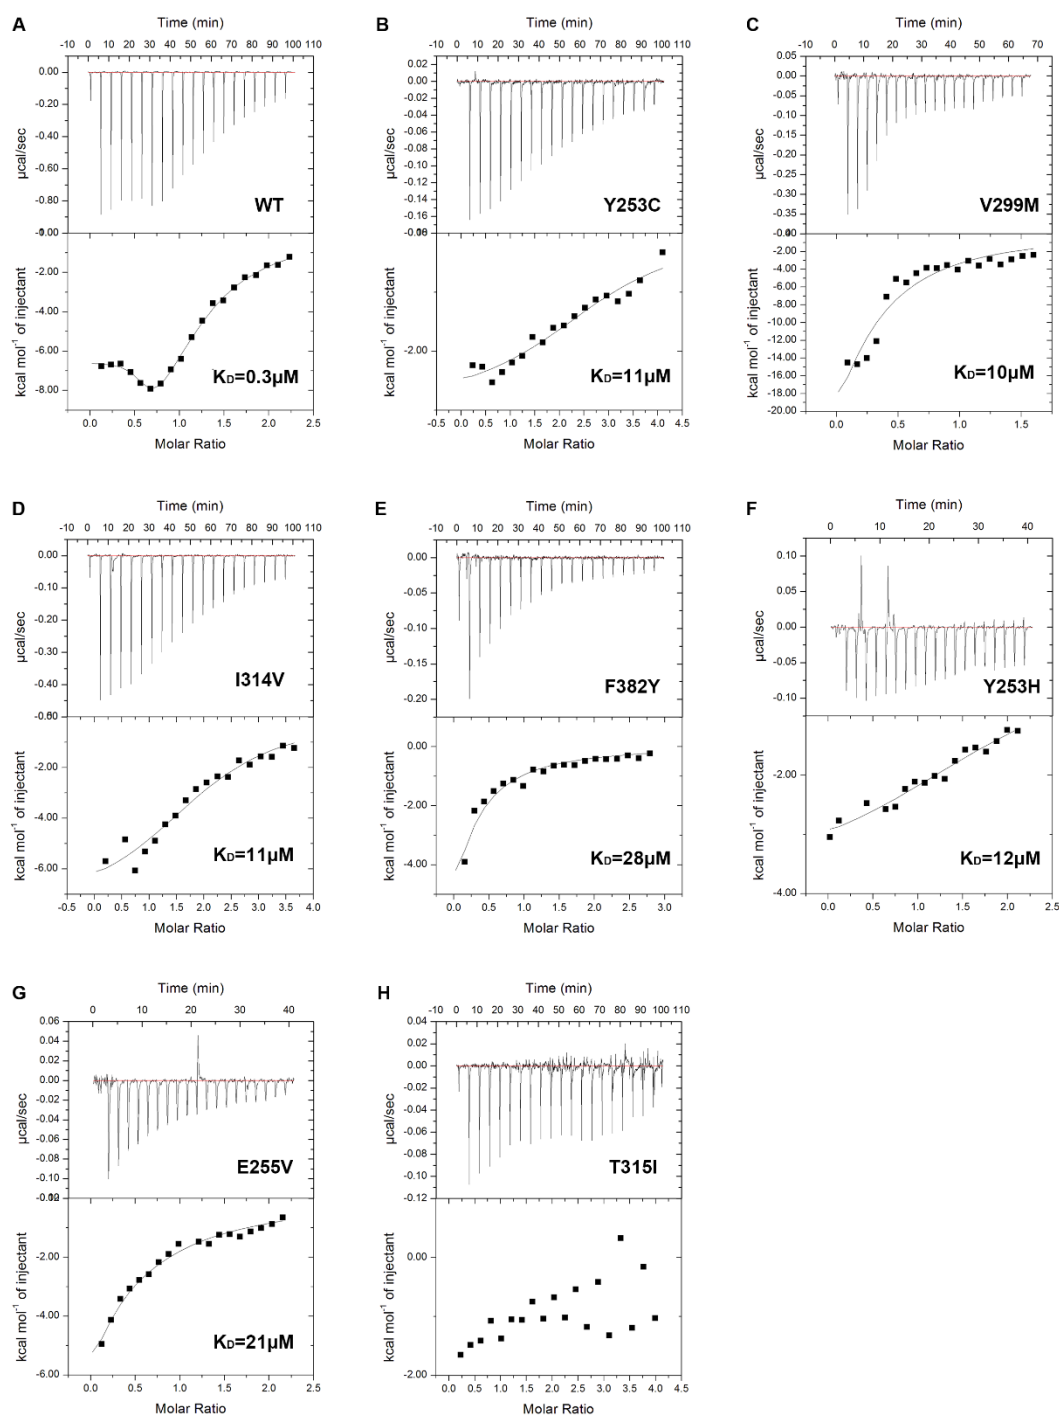 A
Time (min)
-10 0 10 20 30 40 50 60 70 80 90 100 110
0.00
-0.20
-0.40
-0.60
-0.80
µcal/sec
WT
-2.00
-4.00
-6.00
-8.00
kcal mol-1 of injectant
KD=0.3µM
0.0 0.5 1.0 1.5 2.0 2.5
Molar Ratio
B
Time (min)
-10 0 10 20 30 40 50 60 70 80 90 100 110
0.02
0.00
-0.02
-0.04
-0.06
-0.08
-0.10
-0.12
-0.14
-0.16
µcal/sec
Y253C
-2.00
kcal mol-1 of injectant
KD=11µM
0.0 0.5 1.0 1.5 2.0 2.5 3.0 3.5 4.0 4.5
Molar Ratio
C
Time (min)
-10 0 10 20 30 40 50 60 70
0.05
0.00
-0.05
-0.10
-0.15
-0.20
-0.25
-0.30
-0.35
µcal/sec
V299M
-2.00
-4.00
-6.00
-8.00
-10.00
-12.00
-14.00
-16.00
-18.00
-20.00
kcal mol-1 of injectant
KD=10µM
0.0 0.5 1.0 1.5
Molar Ratio
D
Time (min)
-10 0 10 20 30 40 50 60 70 80 90 100 110
0.00
-0.10
-0.20
-0.30
-0.40
µcal/sec
I314V
-2.00
-4.00
-6.00
kcal mol-1 of injectant
KD=11µM
-0.5 0.0 0.5 1.0 1.5 2.0 2.5 3.0 3.5 4.0
Molar Ratio
E
Time (min)
-10 0 10 20 30 40 50 60 70 80 90 100 110
0.00
-0.05
-0.10
-0.15
-0.20
µcal/sec
F382Y
0.00
-2.00
-4.00
kcal mol-1 of injectant
KD=28µM
0.0 0.5 1.0 1.5 2.0 2.5 3.0
Molar Ratio
F
Time (min)
0 10 20 30 40
0.10
0.05
0.00
-0.05
-0.10
µcal/sec
Y253H
-2.00
-4.00
kcal mol-1 of injectant
KD=12µM
0.0 0.5 1.0 1.5 2.0 2.5
Molar Ratio
G
Time (min)
0 10 20 30 40
0.06
0.04
0.02
0.00
-0.02
-0.04
-0.06
-0.08
-0.10
µcal/sec
E255V
-2.00
-4.00
-6.00
kcal mol-1 of injectant
KD=21µM
0.0 0.5 1.0 1.5 2.0 2.5
Molar Ratio
H
Time (min)
-10 0 10 20 30 40 50 60 70 80 90 100 110
0.04
0.02
0.00
-0.02
-0.04
-0.06
-0.08
-0.10
-0.12
µcal/sec
T315I
0.00
-2.00
kcal mol-1 of injectant
0.0 0.5 1.0 1.5 2.0 2.5 3.0 3.5 4.0 4.5
Molar Ratio